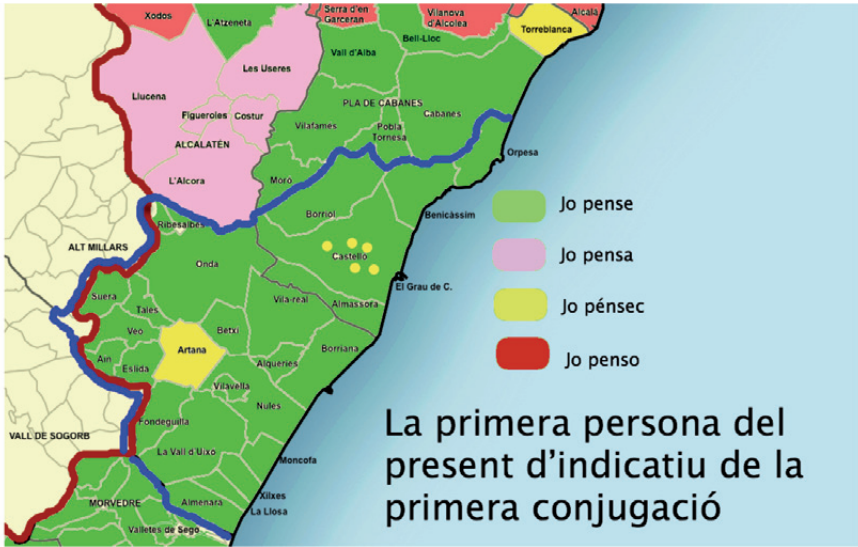 Xodos
L'Atzeneta
Serra d'en
Garceran
Vilanova
d'Alcolea
Alcalà
Torreblanca
Bell-Lloc
Vall d'Alba
Les Useres
Llucena
PLA DE CABANES
Cabanes
Figueroles
Costur
Vilafames
Pobla
Tornesa
ALCALATÉN
Orpesa
L'Alcora
Moró
Borriol
Benicàssim
Ribesalbes
ALT MILLARS
Castelló
Onda
El Grau de C.
Suera
Tales
Vila-real
Almassora
Veo
Betxí
Artana
Borriana
Aín
Eslida
Alqueries
Vilavella
Nules
Fondeguilla
VALL DE SOGORB
La Vall d'Uixo
Moncofa
Xilxes
La Llosa
MORVEDRE
Almenara
Valletes de Sego
Jo pense
Jo pensa
Jo pénsec
Jo penso
La primera persona del
present d'indicatiu de la
primera conjugació